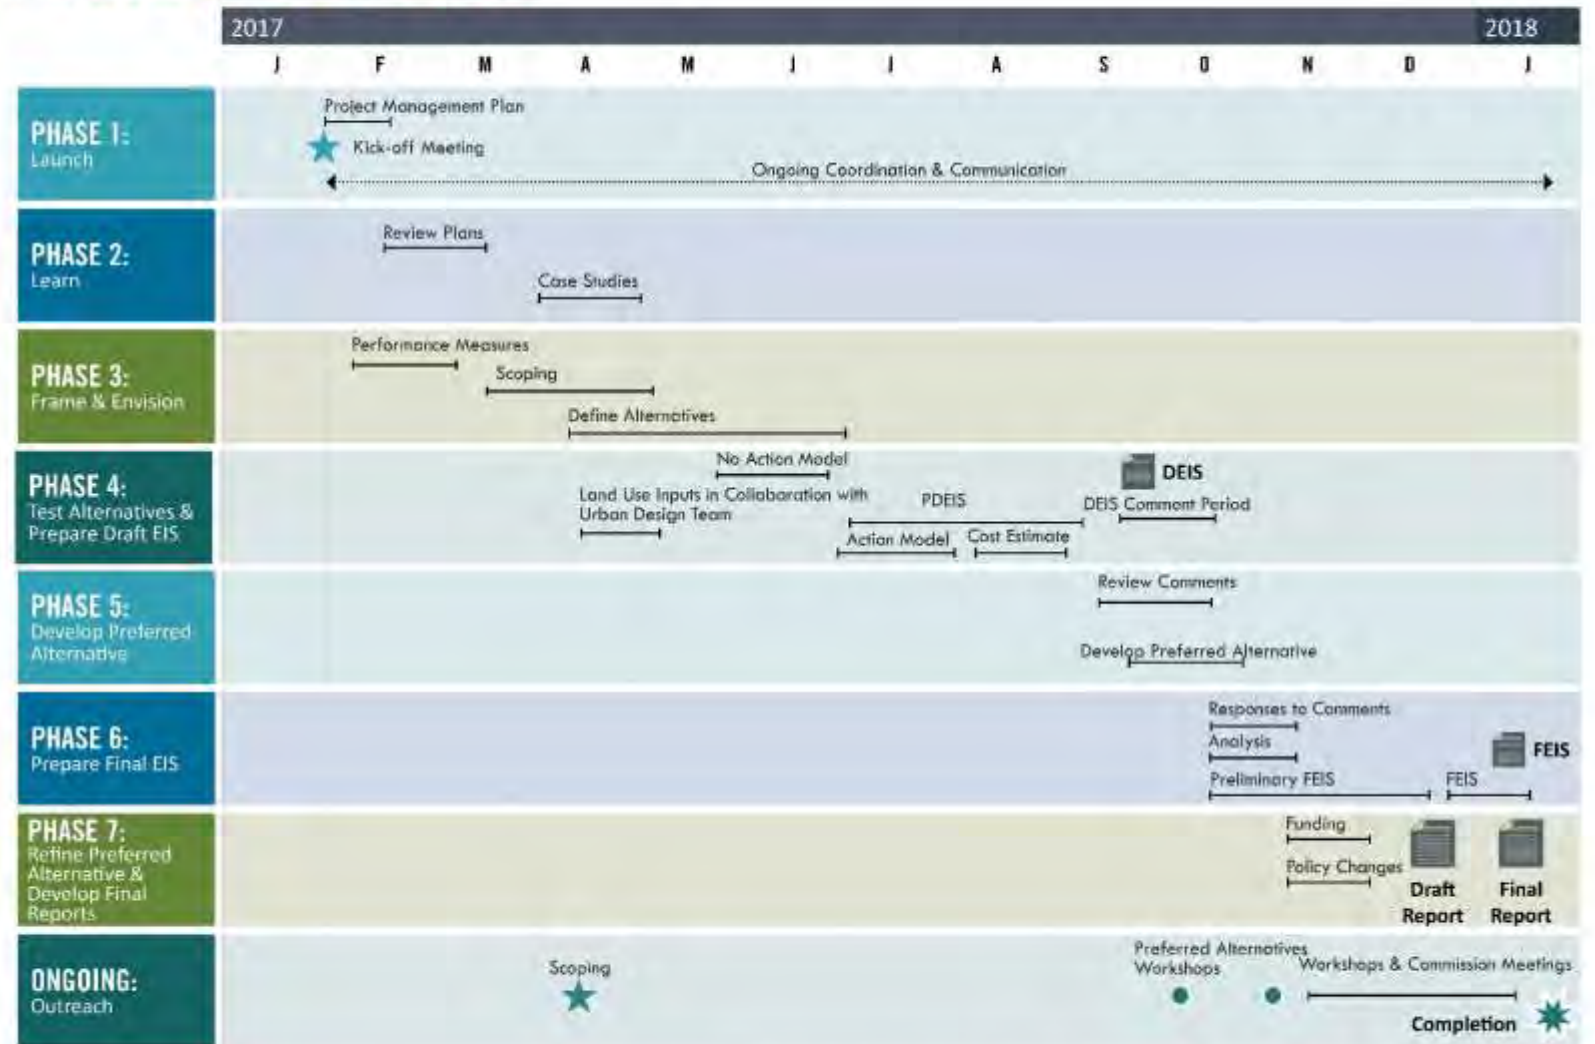 2017 2018
J F M A M J J A S O N D J
PHASE 1:
Launch
Project Management Plan
Kick-off Meeting
Ongoing Coordination & Communication
PHASE 2:
Learn
Review Plans
Case Studies
PHASE 3:
Frame & Envision
Performance Measures
Scoping
Define Alternatives
PHASE 4:
Test Alternatives &
Prepare Draft EIS
No Action Model
Land Use Inputs in Collaboration with
Urban Design Team
PDEIS
Action Model
Cost Estimate
DEIS
DEIS Comment Period
PHASE 5:
Develop Preferred
Alternative
Review Comments
Develop Preferred Alternative
PHASE 6:
Prepare Final EIS
Responses to Comments
Analysis
Preliminary FEIS
FEIS
FEIS
PHASE 7:
Refine Preferred
Alternative &
Develop Final
Reports
Funding
Policy Changes
Draft
Report
Final
Report
ONGOING:
Outreach
Scoping
Preferred Alternatives
Workshops
Workshops & Commission Meetings
Completion